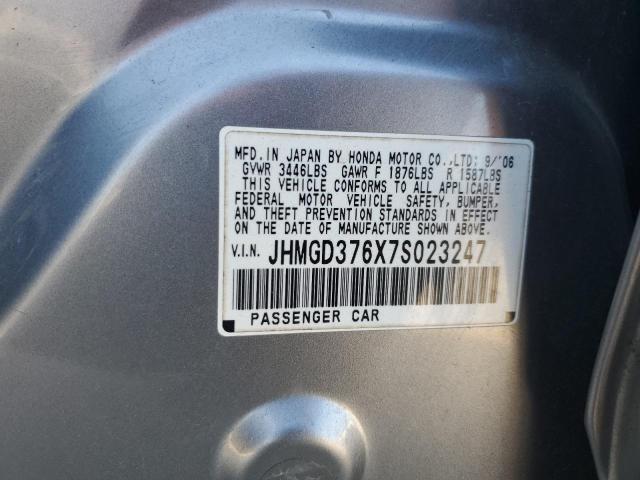 MFD. IN JAPAN BY HONDA MOTOR CO., LTD: 9/'06
GVWR 3446LBS GAWR F 1876LBS R 1587LBS
THIS VEHICLE CONFORMS TO ALL APPLICABLE
FEDERAL MOTOR VEHICLE SAFETY, BUMPER,
AND THEFT PREVENTION STANDARDS IN EFFECT
ON THE DATE OF MANUFACTURE SHOWN ABOVE.
V.I.N. JHMGD376X7S023247
PASSENGER CAR